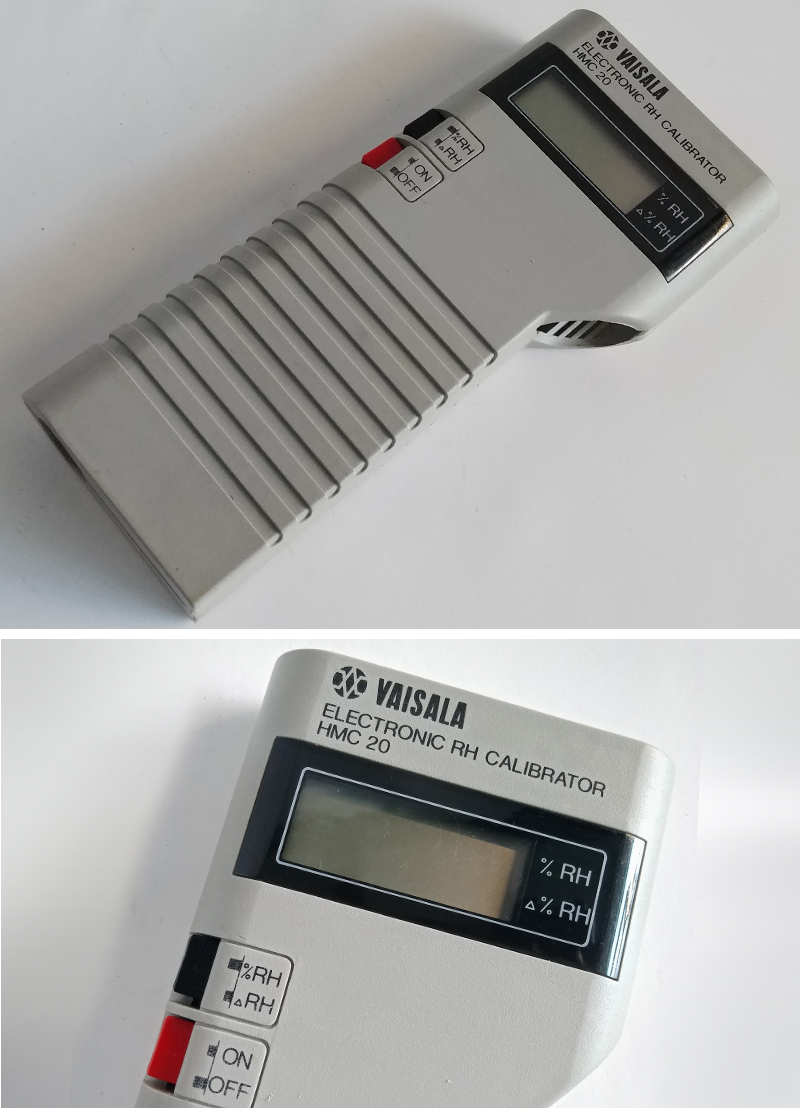 VAISALA
ELECTRONIC RH CALIBRATOR
HMC 20
% RH
△% RH
%RH
△RH
ON
OFF
VAISALA
ELECTRONIC RH CALIBRATOR
HMC 20
% RH
△% RH
%RH
△RH
ON
OFF